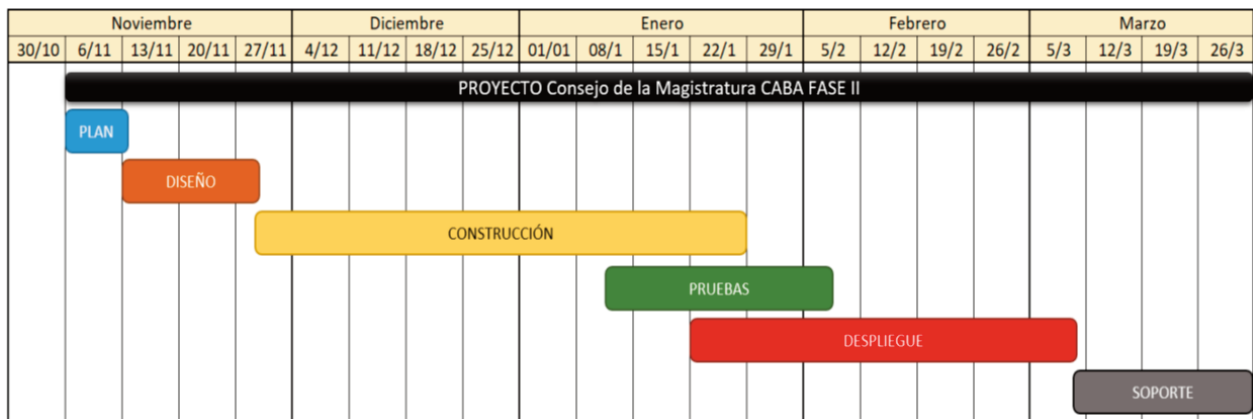 Noviembre Diciembre Enero Febrero Marzo
30/10 6/11 13/11 20/11 27/11 4/12 11/12 18/12 25/12 01/01 08/1 15/1 22/1 29/1 5/2 12/2 19/2 26/2 5/3 12/3 19/3 26/3
PROYECTO Consejo de la Magistratura CABA FASE II
PLAN
DISEÑO
CONSTRUCCIÓN
PRUEBAS
DESPLIEGUE
SOPORTE